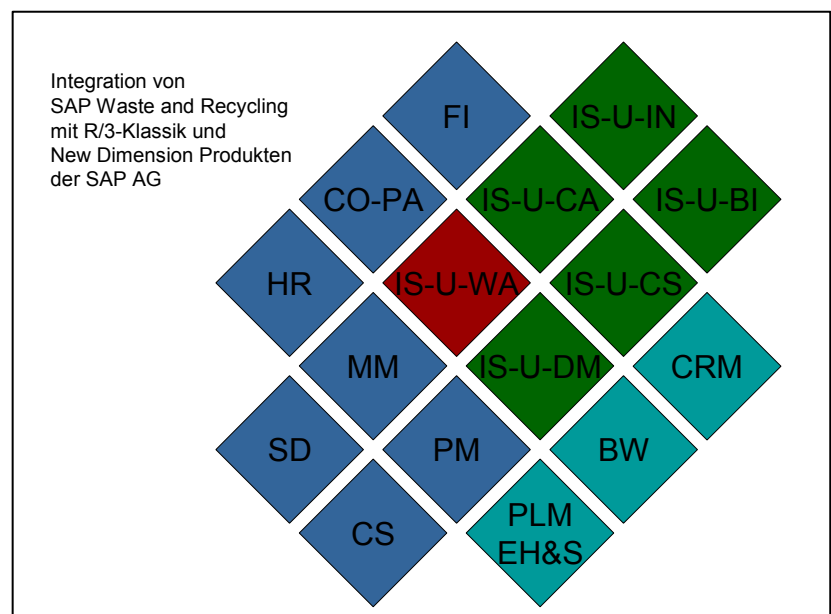 Integration von
SAP Waste and Recycling
mit R/3-Klassik und
New Dimension Produkten
der SAP AG
FI
IS-U-IN
CO-PA
IS-U-CA
IS-U-BI
HR
IS-U-WA
IS-U-CS
MM
IS-U-DM
CRM
SD
PM
BW
CS
PLM
EH&S